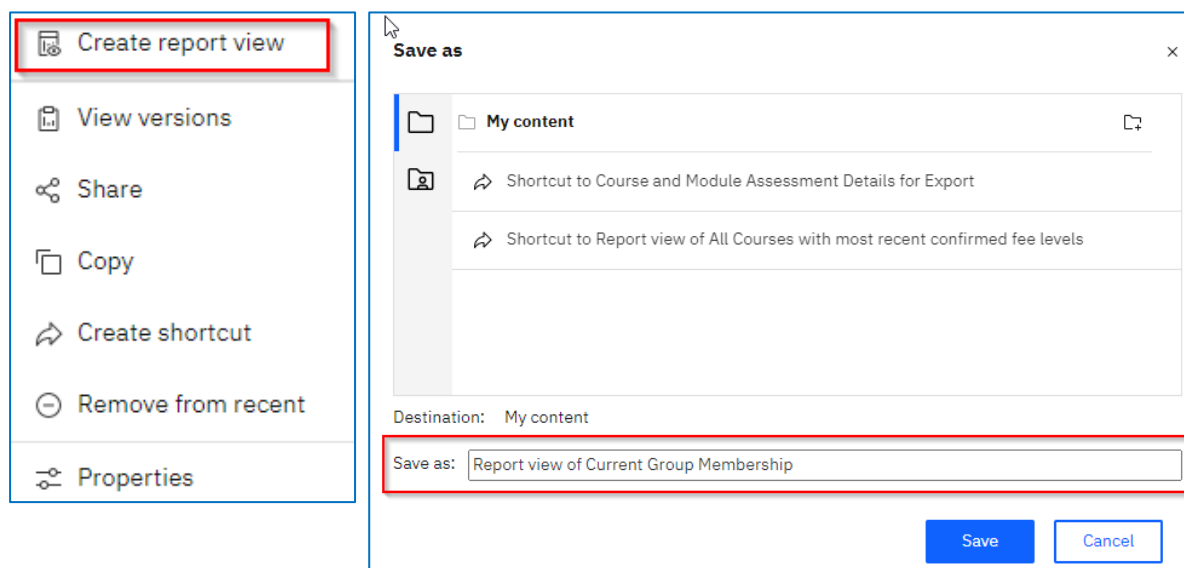 Create report view
View versions
Share
Copy
Create shortcut
Remove from recent
Properties
Save as
My content
Shortcut to Course and Module Assessment Details for Export
Shortcut to Report view of All Courses with most recent confirmed fee levels
Destination: My content
Save as: Report view of Current Group Membership
Save Cancel